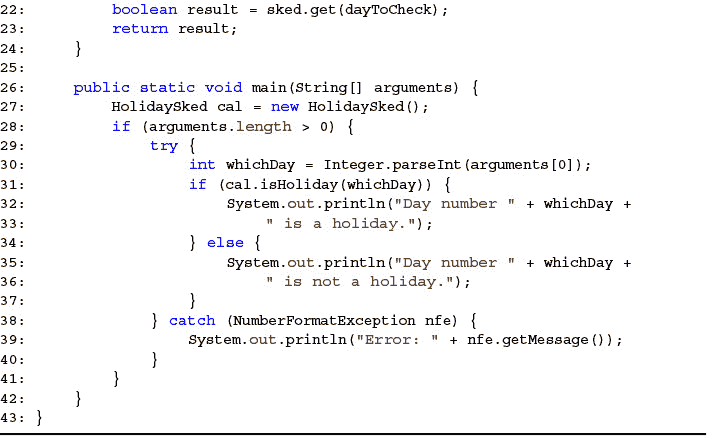 22:         boolean result = sked.get(dayToCheck);
23:         return result;
24:     }
25:
26:     public static void main(String[] arguments) {
27:         HolidaySked cal = new HolidaySked();
28:         if (arguments.length > 0) {
29:             try {
30:                 int whichDay = Integer.parseInt(arguments[0]);
31:                 if (cal.isHoliday(whichDay)) {
32:                     System.out.println("Day number " + whichDay +
33:                         " is a holiday.");
34:                 } else {
35:                     System.out.println("Day number " + whichDay +
36:                         " is not a holiday.");
37:                 }
38:             } catch (NumberFormatException nfe) {
39:                 System.out.println("Error: " + nfe.getMessage());
40:             }
41:         }
42:     }
43: }